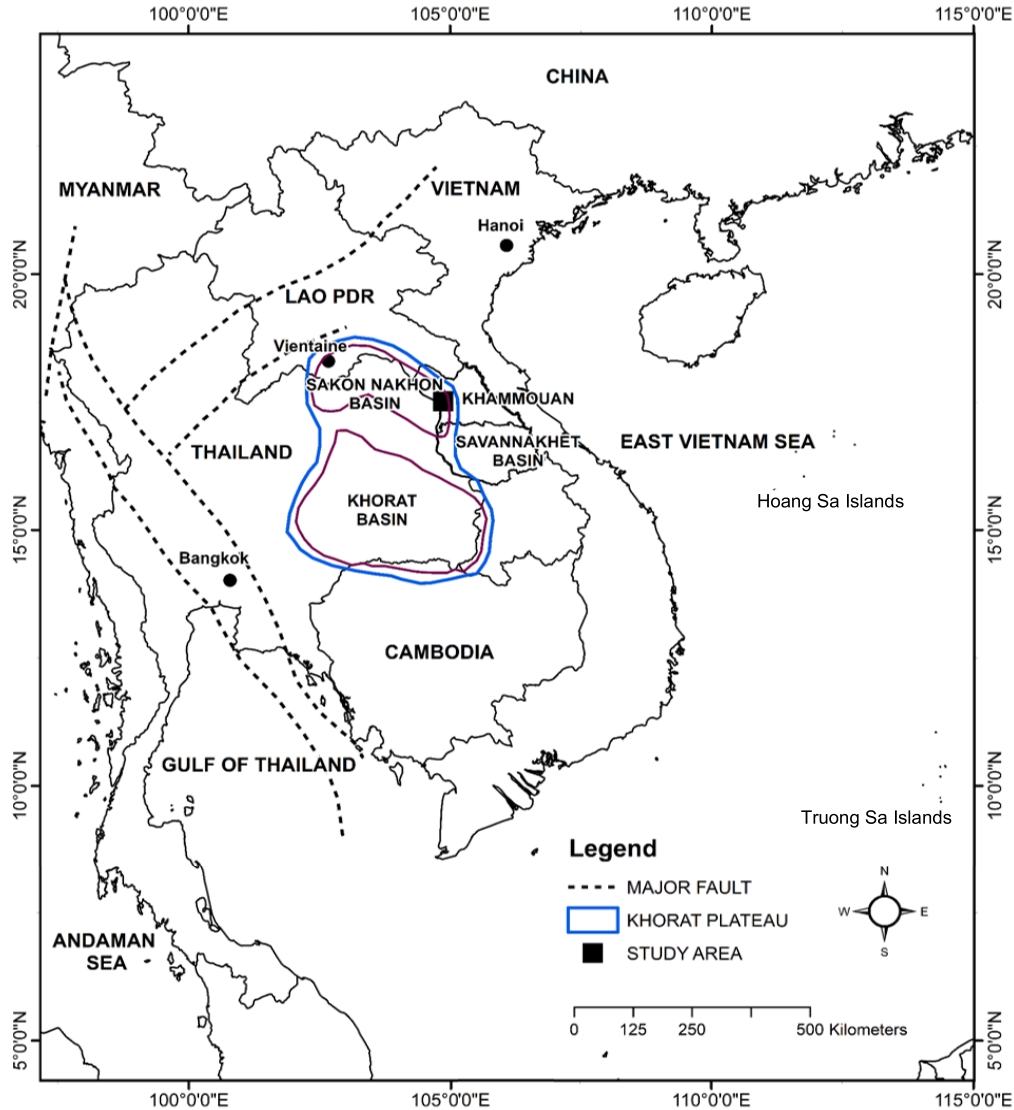 100°0'0"E
105°0'0"E
110°0'0"E
115°0'0"E
CHINA
MYANMAR
VIETNAM
Hanoi
20°0'0"N
20°0'0"N
LAO PDR
Vientaine
SAKON NAKHON
BASIN
KHAMMOUAN
THAILAND
SAVANNAKHET
BASIN
EAST VIETNAM SEA
KHORAT
BASIN
Hoang Sa Islands
15°0'0"N
15°0'0"N
Bangkok
CAMBODIA
GULF OF THAILAND
10°0'0"N
10°0'0"N
Truong Sa Islands
Legend
MAJOR FAULT
KHORAT PLATEAU
STUDY AREA
N
W
E
S
ANDAMAN
SEA
0
125
250
500 Kilometers
5°0'0"N
5°0'0"N
100°0'0"E
105°0'0"E
110°0'0"E
115°0'0"E